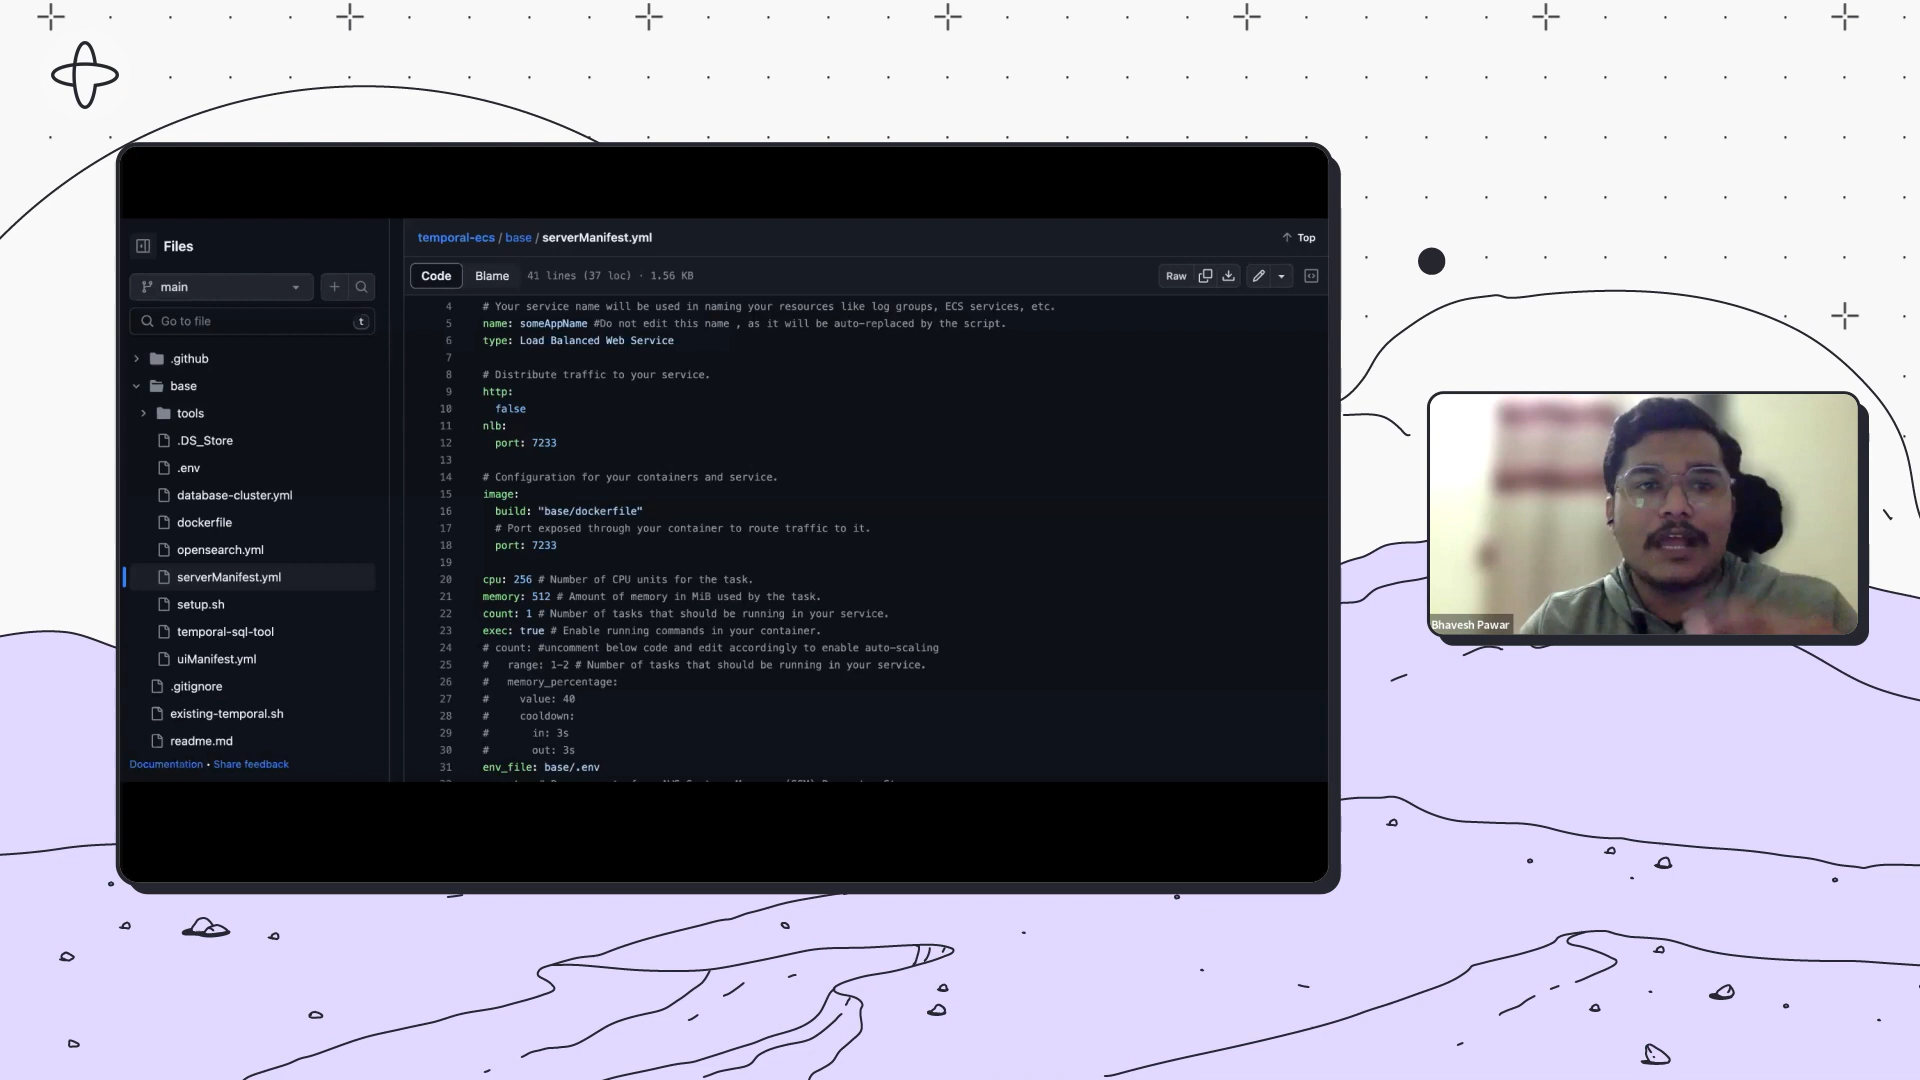 Files
main
Go to file
t
.github
base
tools
.DS_Store
.env
database-cluster.yml
dockerfile
opensearch.yml
serverManifest.yml
setup.sh
temporal-sql-tool
uiManifest.yml
.gitignore
existing-temporal.sh
readme.md
Documentation • Share feedback
temporal-ecs / base / serverManifest.yml
Top
Code Blame 41 lines (37 loc) · 1.56 KB
Raw
4 # Your service name will be used in naming your resources like log groups, ECS services, etc.
5 name: someAppName #Do not edit this name , as it will be auto-replaced by the script.
6 type: Load Balanced Web Service
7
8 # Distribute traffic to your service.
9 http:
10 false
11 nlb:
12 port: 7233
13
14 # Configuration for your containers and service.
15 image:
16 build: "base/dockerfile"
17 # Port exposed through your container to route traffic to it.
18 port: 7233
19
20 cpu: 256 # Number of CPU units for the task.
21 memory: 512 # Amount of memory in MiB used by the task.
22 count: 1 # Number of tasks that should be running in your service.
23 exec: true # Enable running commands in your container.
24 # count: #uncomment below code and edit accordingly to enable auto-scaling
25 # range: 1-2 # Number of tasks that should be running in your service.
26 # memory_percentage:
27 # value: 40
28 # cooldown:
29 # in: 3s
30 # out: 3s
31 env_file: base/.env
Bhavesh Pawar